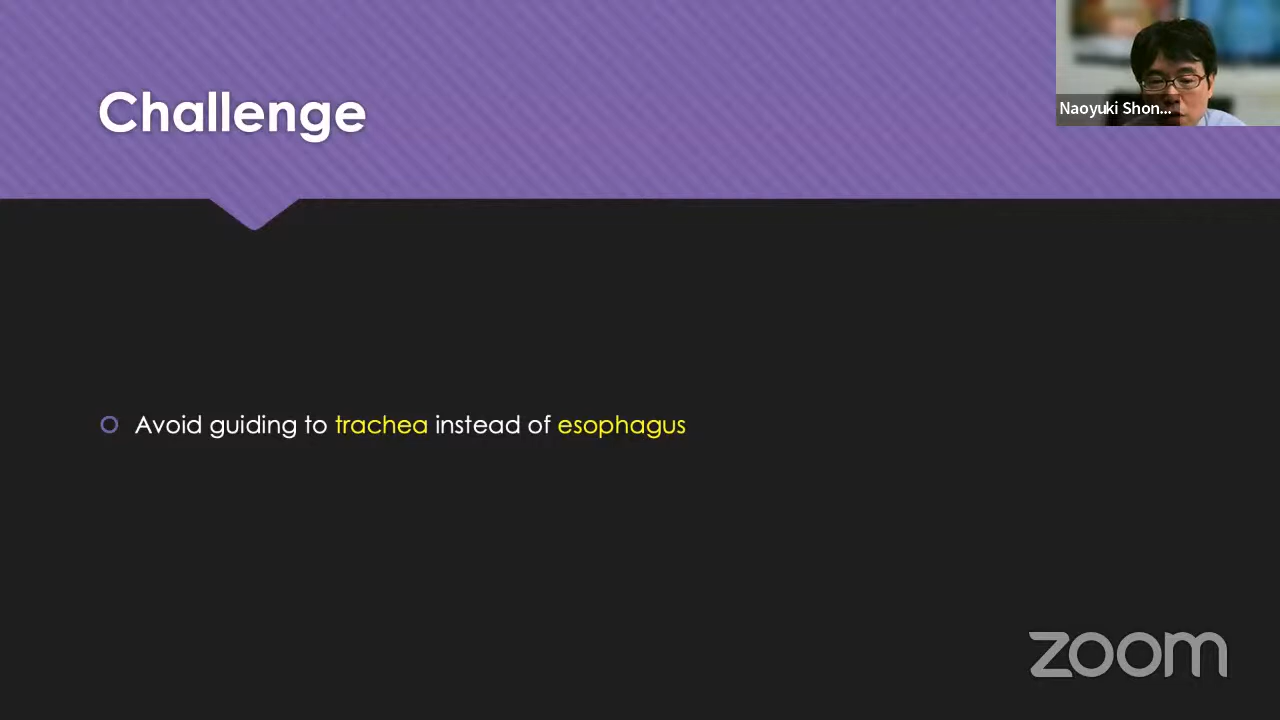 Challenge
Naoyuki Shon...
Avoid guiding to trachea instead of esophagus
zoom